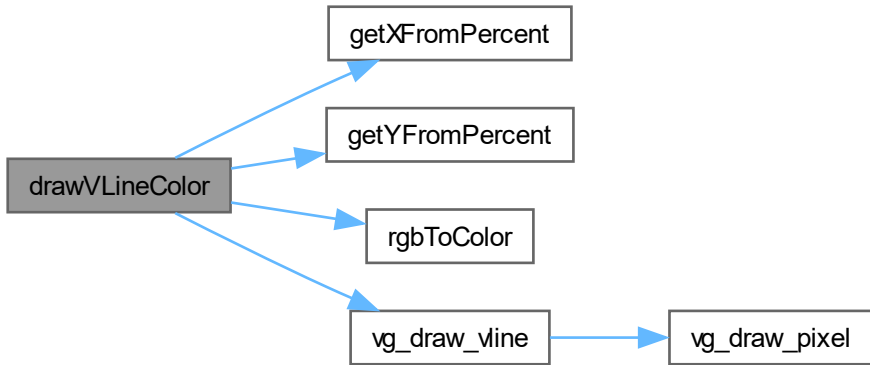 getXFromPercent
getYFromPercent
drawVLineColor
rgbToColor
vg_draw_vline
vg_draw_pixel